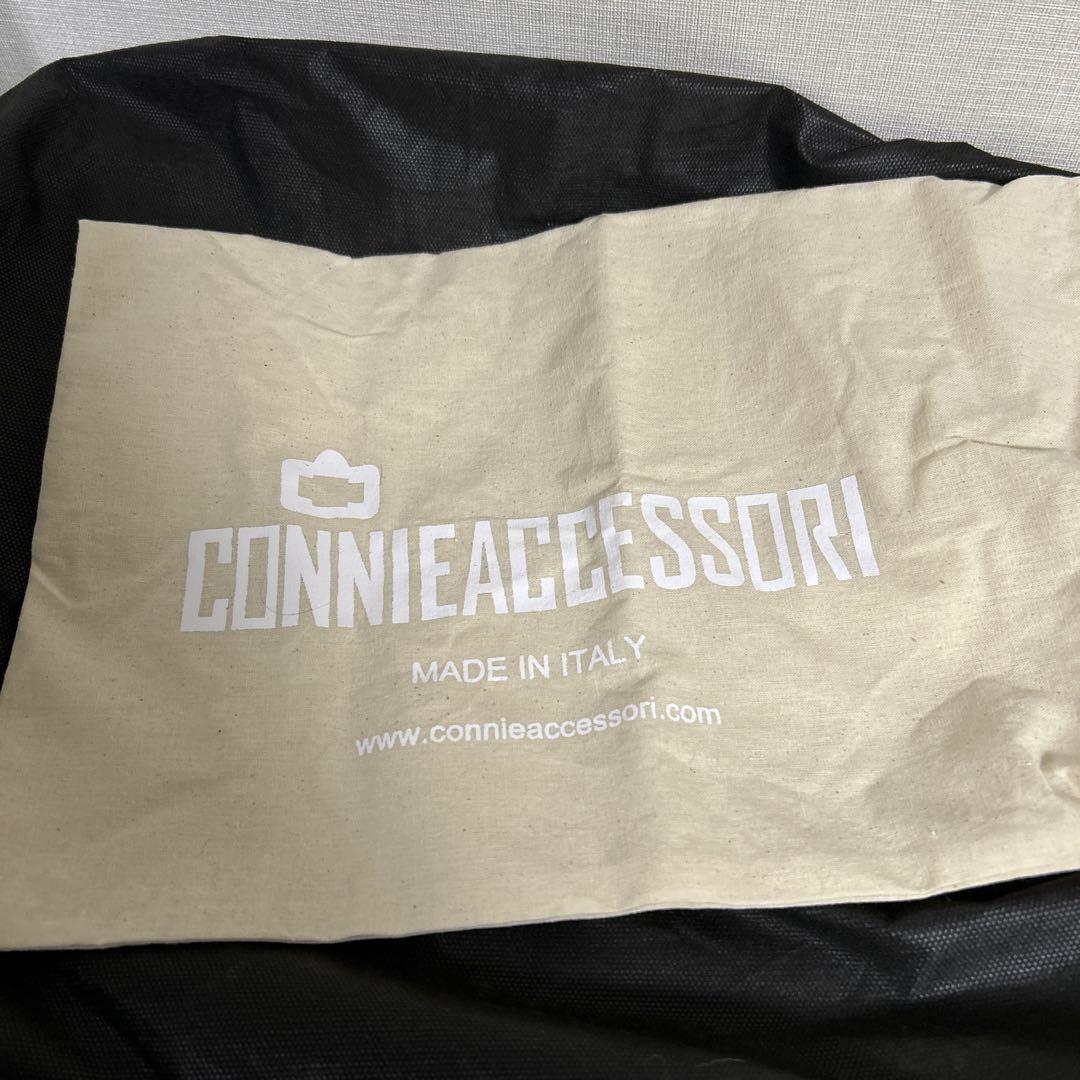 CONNIEACCESSORI
MADE IN ITALY
www.connieaccessori.com